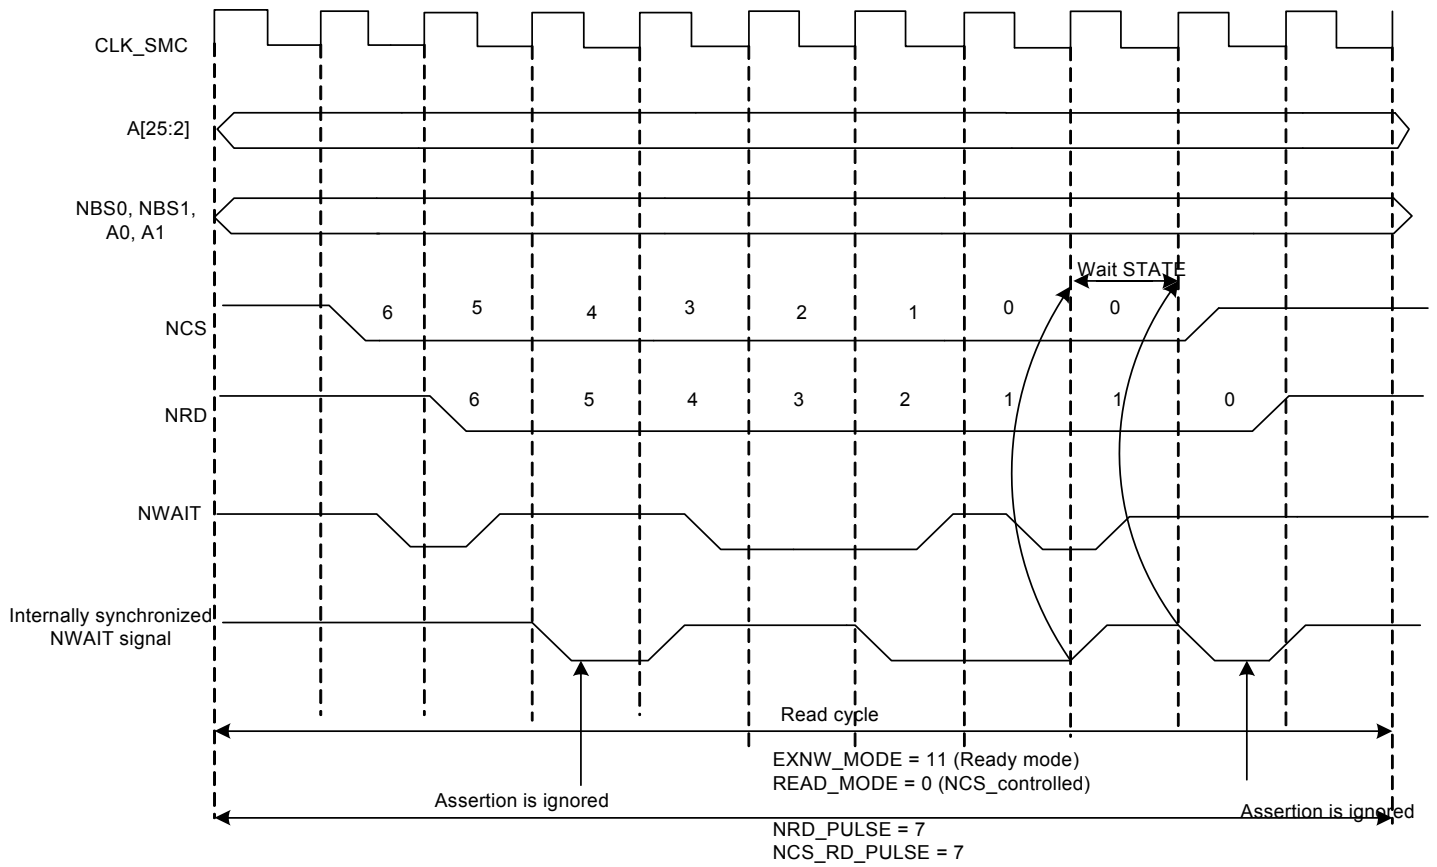 CLK_SMC
A[25:2]
NBS0, NBS1,
A0, A1
Wait STATE
NCS
6 5 4 3 2 1 0 0
NRD
6 5 4 3 2 1 1 0
NWAIT
Internally synchronized
NWAIT signal
Read cycle
EXNW_MODE = 11 (Ready mode)
READ_MODE = 0 (NCS_controlled)
Assertion is ignored
Assertion is ignored
NRD_PULSE = 7
NCS_RD_PULSE = 7